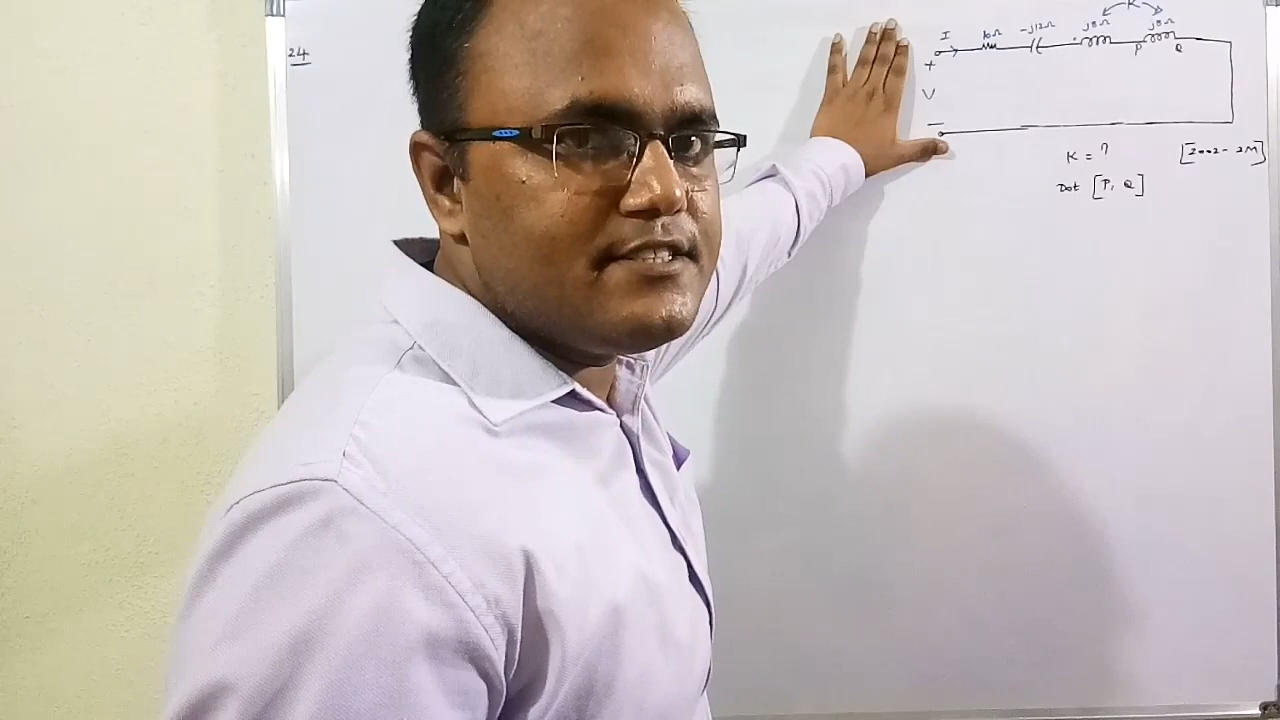 24
K
I 10Ω -j12Ω j8Ω j8Ω
P Q
+
V
−
K = ?
[2002 - 2M]
Dot [P, Q]